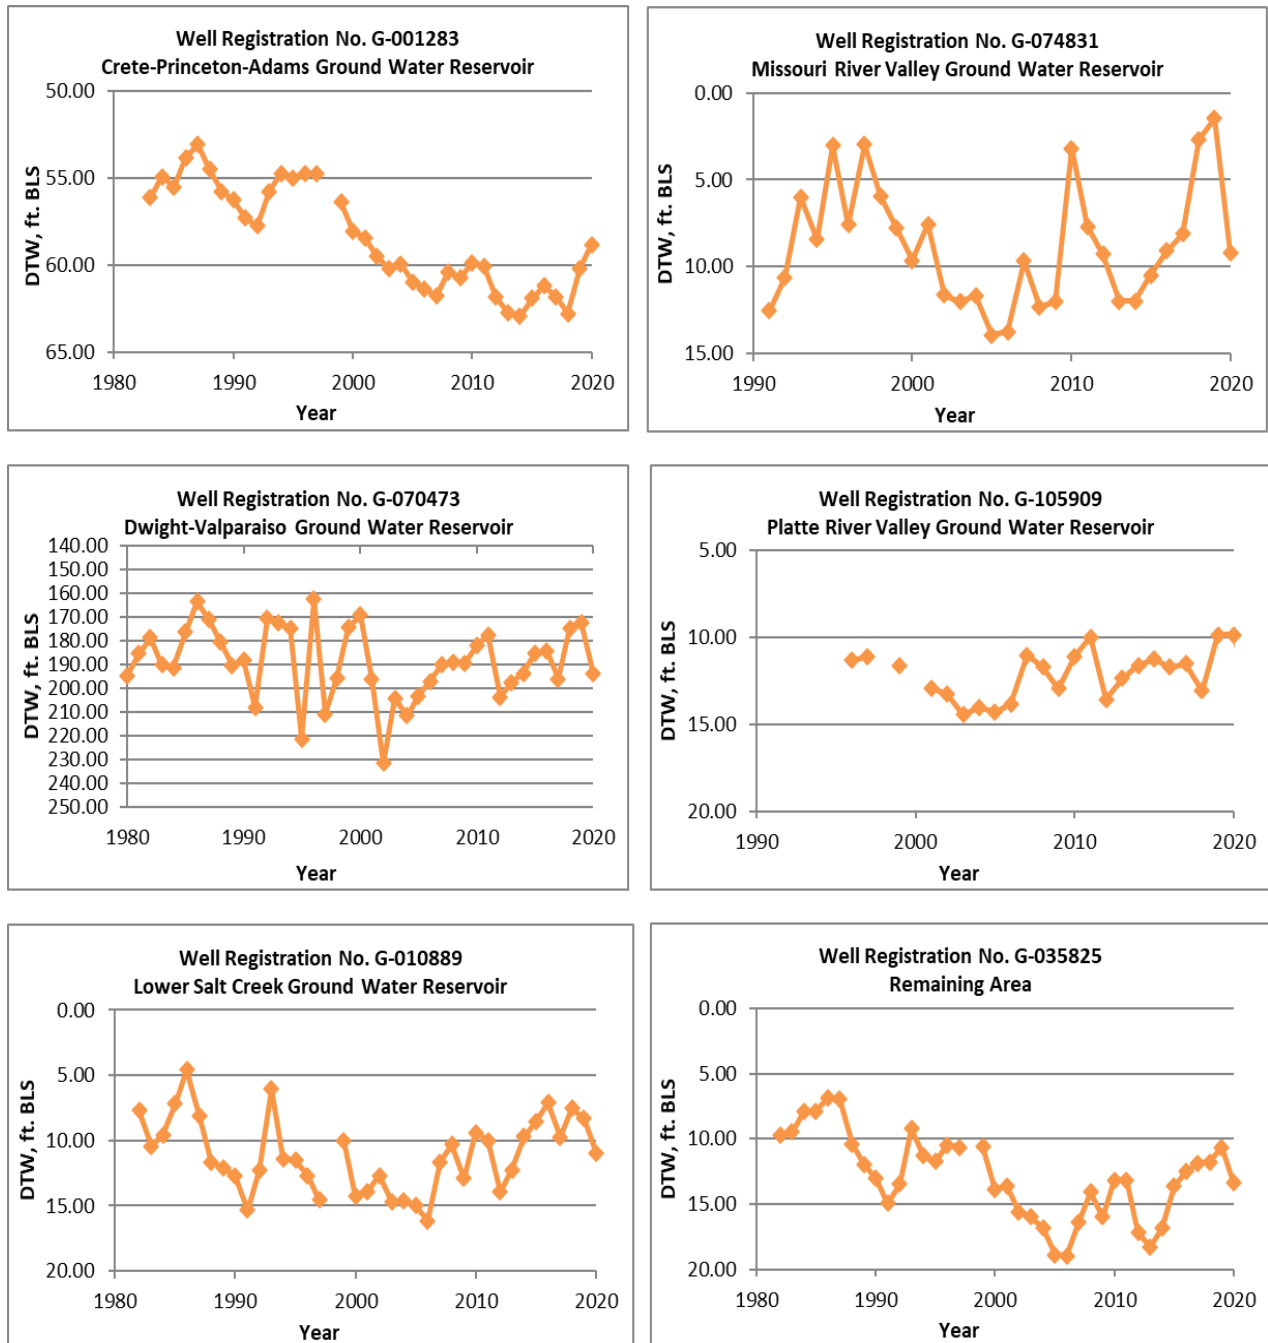 Well Registration No. G-001283
Crete-Princeton-Adams Ground Water Reservoir
50.00
55.00
60.00
65.00
DTW, ft. BLS
1980 1990 2000 2010 2020
Year
Well Registration No. G-074831
Missouri River Valley Ground Water Reservoir
0.00
5.00
10.00
15.00
DTW, ft. BLS
1990 2000 2010 2020
Year
Well Registration No. G-070473
Dwight-Valparaiso Ground Water Reservoir
140.00
150.00
160.00
170.00
180.00
190.00
200.00
210.00
220.00
230.00
240.00
250.00
DTW, ft. BLS
1980 1990 2000 2010 2020
Year
Well Registration No. G-105909
Platte River Valley Ground Water Reservoir
5.00
10.00
15.00
20.00
DTW, ft. BLS
1990 2000 2010 2020
Year
Well Registration No. G-010889
Lower Salt Creek Ground Water Reservoir
0.00
5.00
10.00
15.00
20.00
DTW, ft. BLS
1980 1990 2000 2010 2020
Year
Well Registration No. G-035825
Remaining Area
0.00
5.00
10.00
15.00
20.00
DTW, ft. BLS
1980 1990 2000 2010 2020
Year